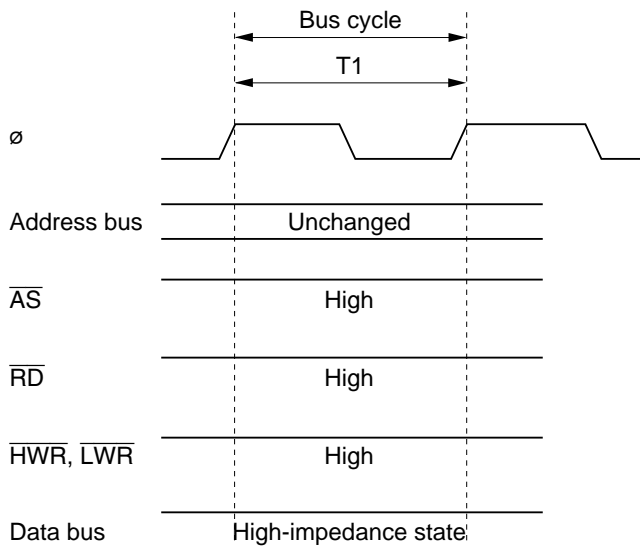 Bus cycle
T1
ø
Address bus Unchanged
AS High
RD High
HWR, LWR High
Data bus High-impedance state